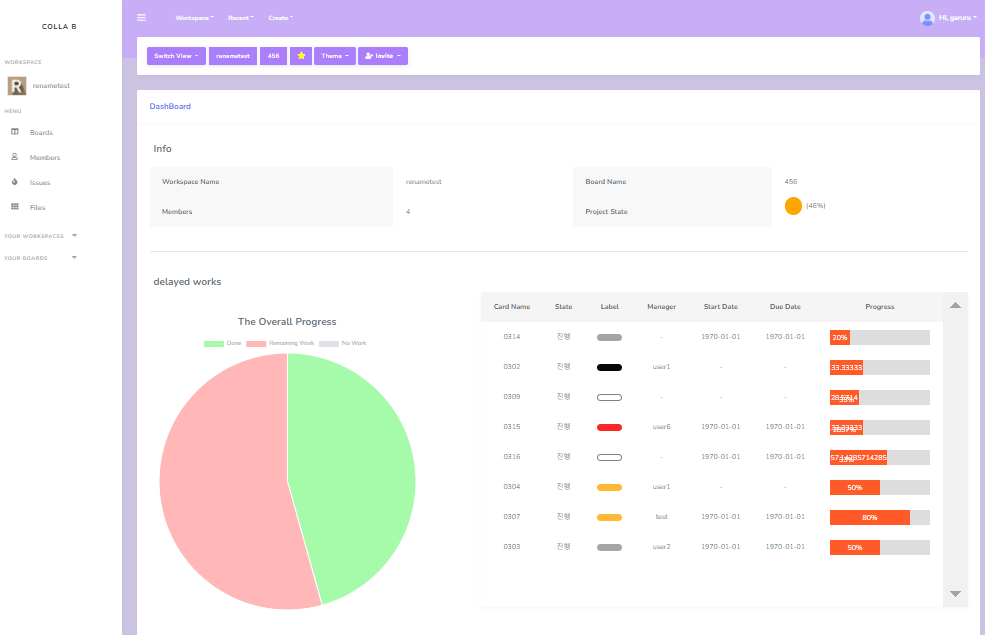 COLLA B
Workspace Recent Create
Hi, garuru
Switch View renametest 456 Theme Invite
WORKSPACE
R renametest
MENU
Boards
Members
Issues
Files
YOUR WORKSPACES
YOUR BOARDS
DashBoard
Info
Workspace Name renametest Board Name 456
Members 4 Project State (46%)
delayed works
The Overall Progress
Done Remaining Work No Work
Card Name State Label Manager Start Date Due Date Progress
0314 진행 - 1970-01-01 1970-01-01 20%
0302 진행 user1 - - 33.33333
0309 진행 - - -
0315 진행 user6 1970-01-01 1970-01-01
0316 진행 - 1970-01-01 1970-01-01 57.14285714285
0304 진행 user1 - - 50%
0307 진행 test 1970-01-01 1970-01-01 80%
0303 진행 user2 1970-01-01 1970-01-01 50%